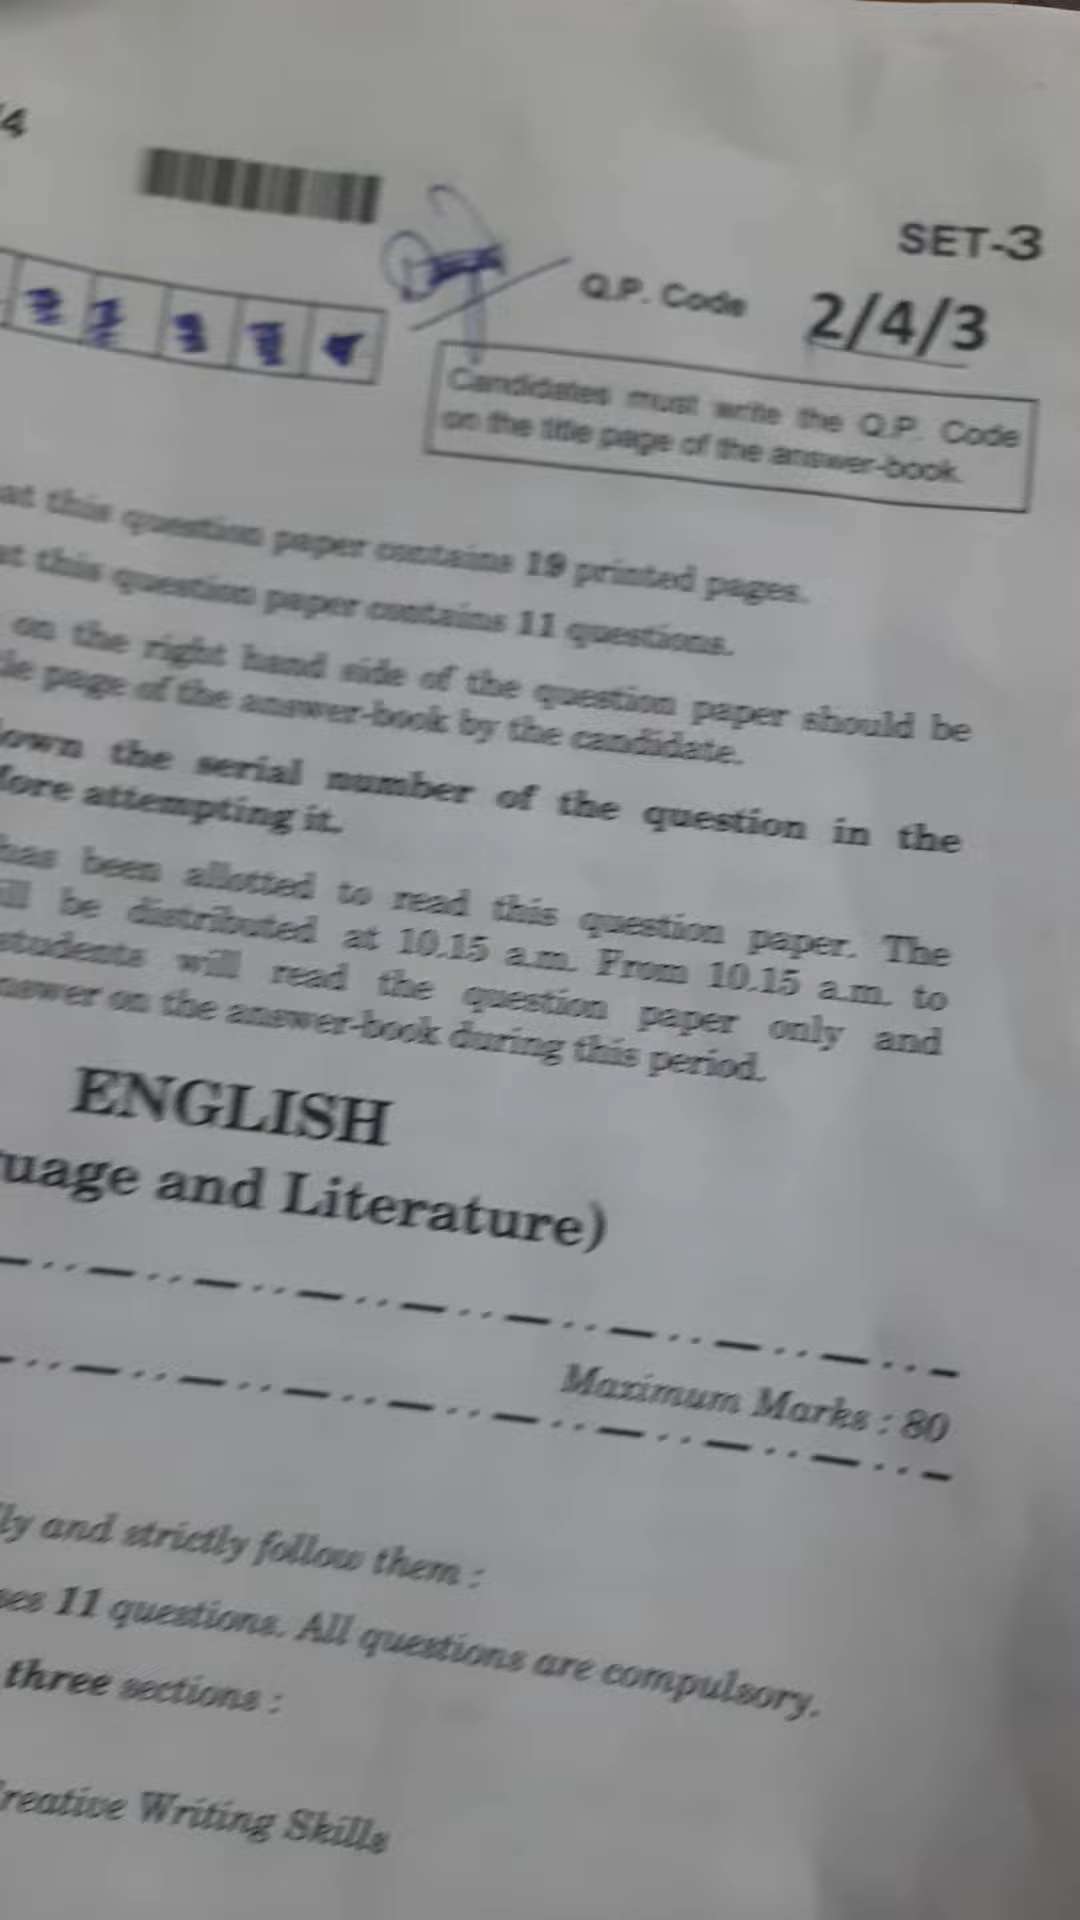 4
SET-3
Q.P. Code 2/4/3
Candidates must write the Q.P. Code
on the title page of the answer-book.
at this question paper contains 19 printed pages.
at this question paper contains 11 questions.
on the right hand side of the question paper should be
page of the answer-book by the candidate.
the serial number of the question in the
attempting it.
has been allotted to read this question paper. The
be distributed at 10.15 a.m. From 10.15 a.m. to
students will read the question paper only and
on the answer-book during this period.
ENGLISH
uage and Literature)
Maximum Marks : 80
ly and strictly follow them :
11 questions. All questions are compulsory.
three sections :
reative Writing Skills